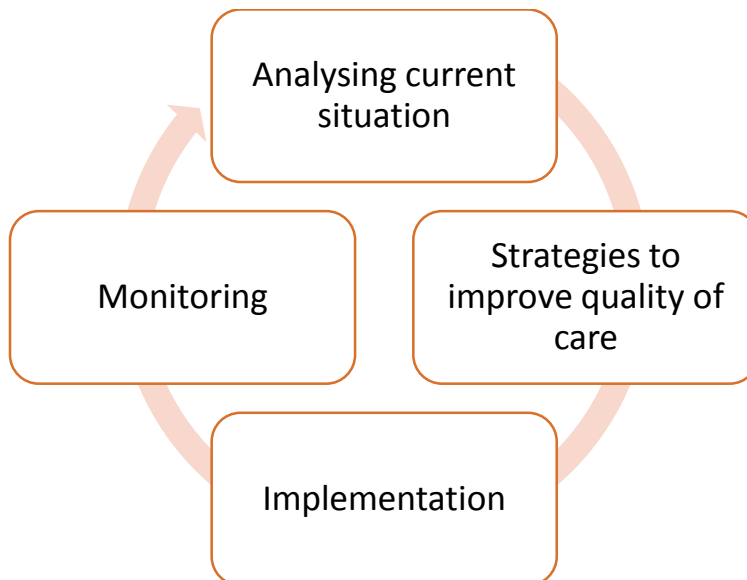 Analysing current
situation
Strategies to
improve quality of
care
Implementation
Monitoring